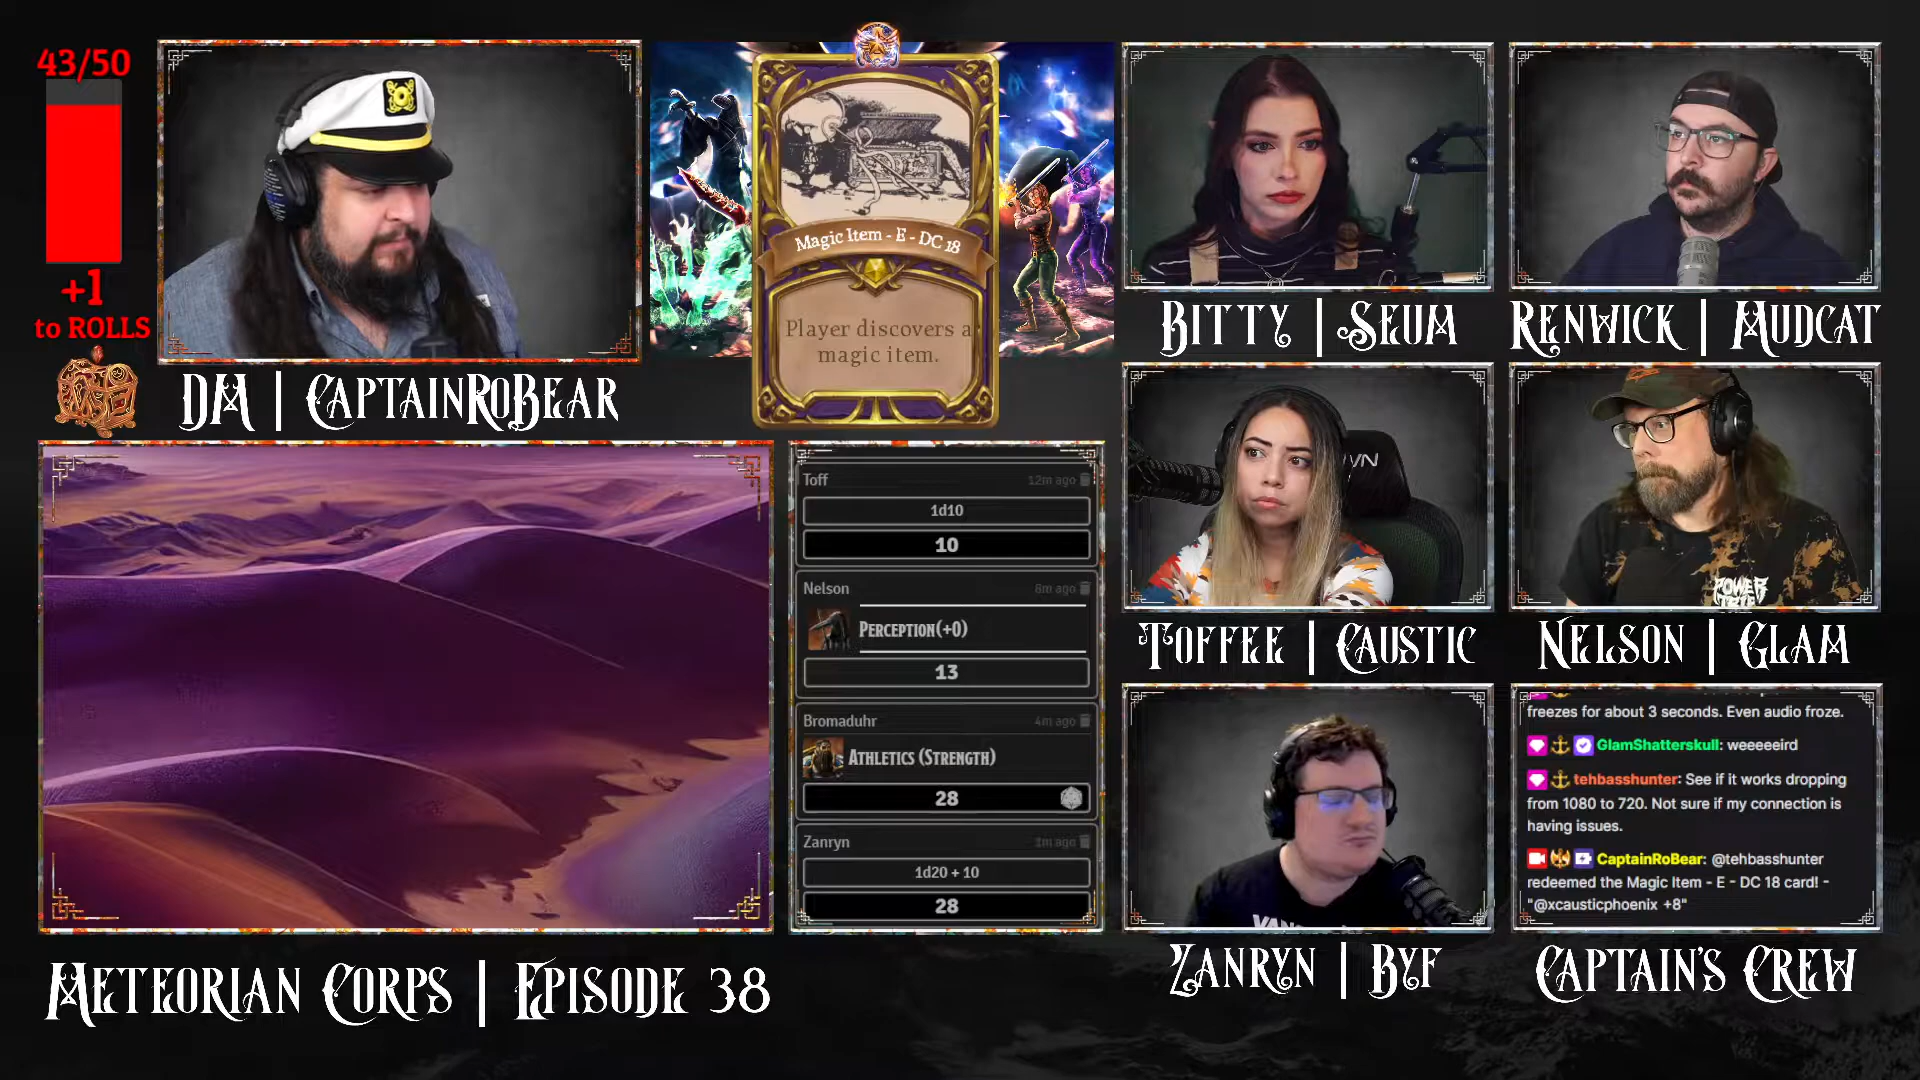 43/50
+1
to ROLLS
DM | CaptainRoBear
Magic Item - E - DC 18
Player discovers a
magic item.
Bitty | Seum
Renwick | Mudcat
Toffee | Caustic
Nelson | Glam
POWER
Toff
12m ago
1d10
10
Nelson
8m ago
Perception(+0)
13
Bromaduhr
4m ago
Athletics (Strength)
28
Zanryn
1m ago
1d20 + 10
28
freezes for about 3 seconds. Even audio froze.
GlamShatterskull: weeeeeird
tehbasshunter: See if it works dropping
from 1080 to 720. Not sure if my connection is
having issues.
CaptainRoBear: @tehbasshunter
redeemed the Magic Item - E - DC 18 card! -
"@xcausticphoenix +8"
Zanryn | Byf
Captain's Crew
Meteorian Corps | Episode 38